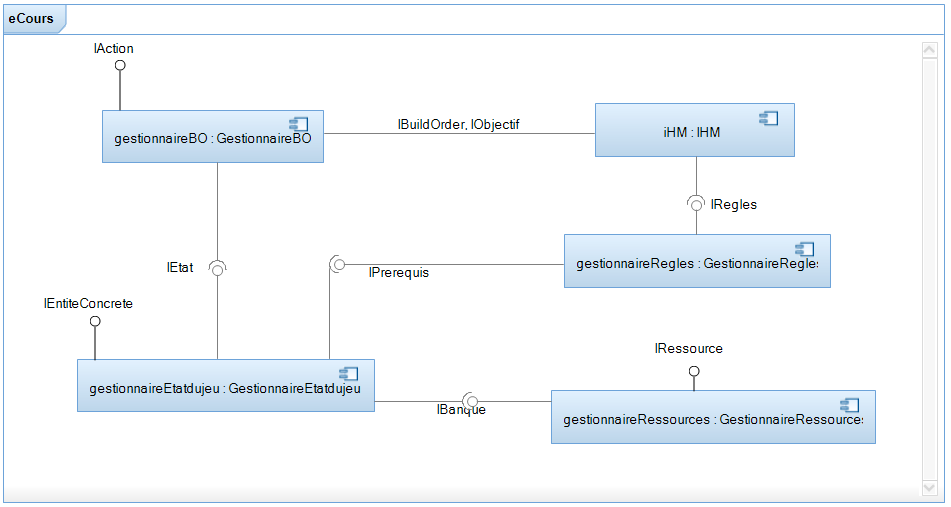 eCours
IAction
gestionnaireBO : GestionnaireBO
IBuildOrder, IObjectif
iHM : IHM
IRegles
gestionnaireRegles : GestionnaireRegles
IEtat
IPrerequis
IEntiteConcrete
gestionnaireEtatdujeu : GestionnaireEtatdujeu
IRessource
IBanque
gestionnaireRessources : GestionnaireRessources